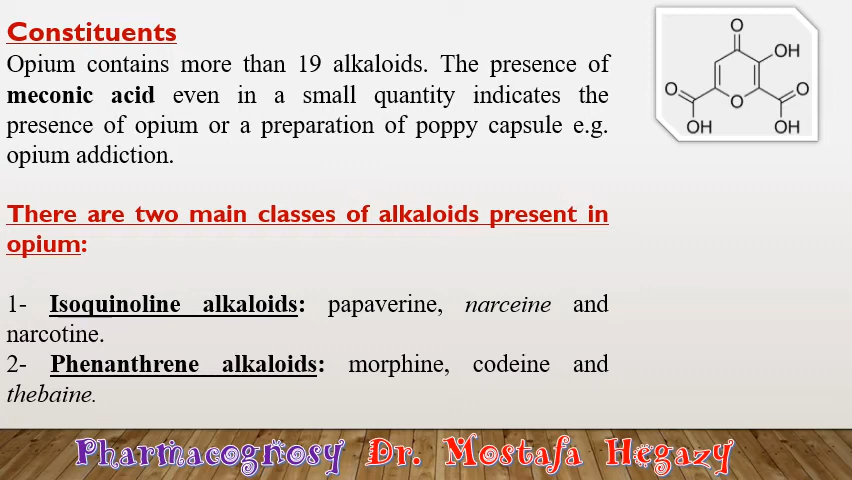 Constituents
Opium contains more than 19 alkaloids. The presence of
meconic acid even in a small quantity indicates the
presence of opium or a preparation of poppy capsule e.g.
opium addiction.
There are two main classes of alkaloids present in
opium:
1- Isoquinoline alkaloids: papaverine, narceine and
narcotine.
2- Phenanthrene alkaloids: morphine, codeine and
thebaine.
O
OH
O
O
O
OH
OH
Pharmacognosy Dr. Mostafa Hegazy